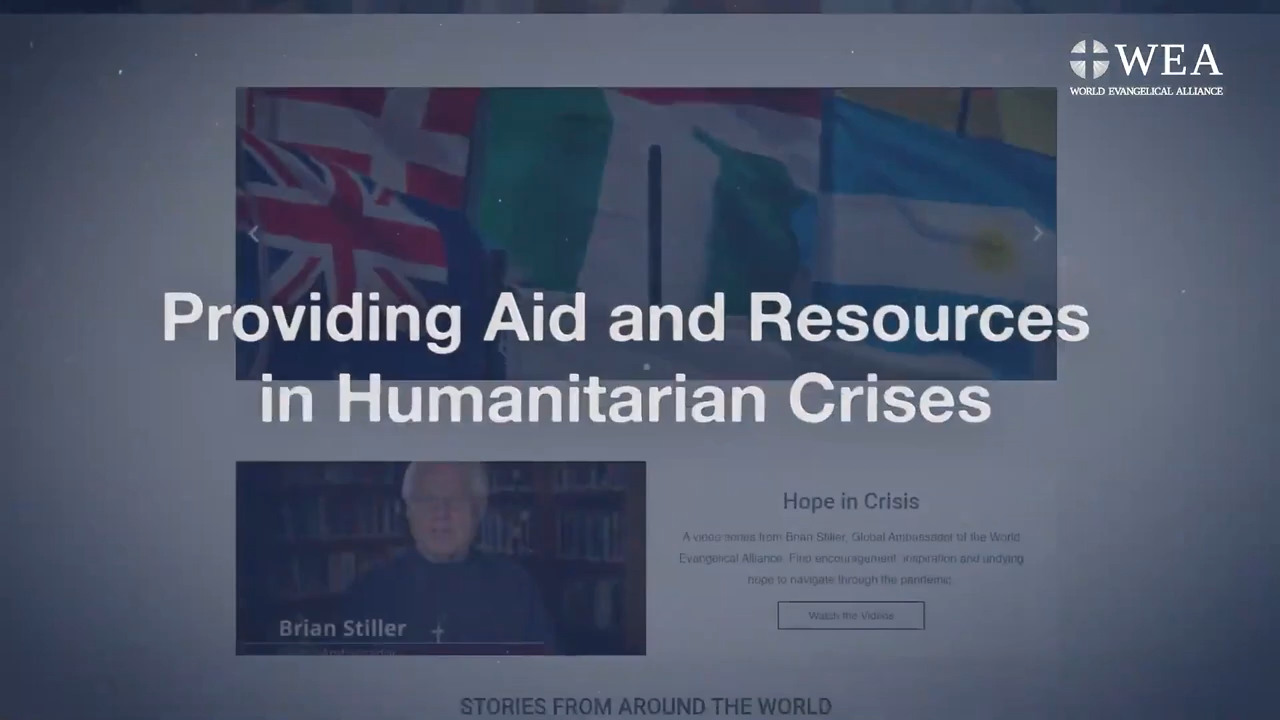 WEA
WORLD EVANGELICAL ALLIANCE
Providing Aid and Resources
in Humanitarian Crises
Hope in Crisis
A video series from Brian Stiller, Global Ambassador of the World
Evangelical Alliance. Find encouragement, inspiration and undying
hope to navigate through the pandemic.
Watch the Videos
Brian Stiller
STORIES FROM AROUND THE WORLD